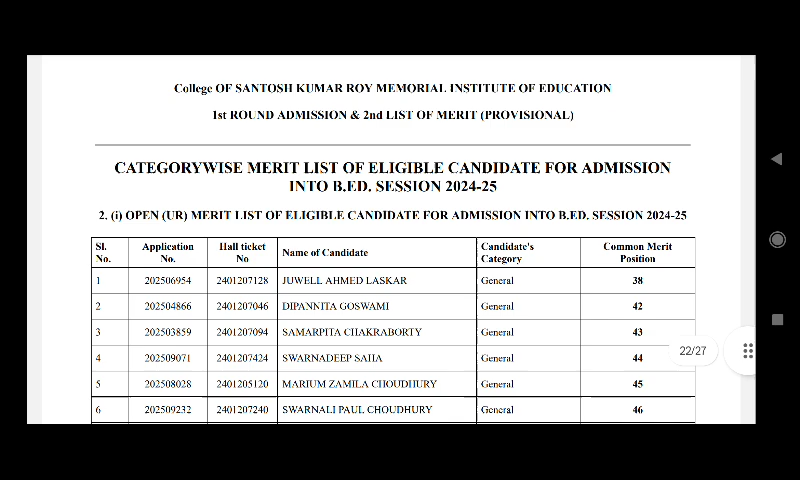 College OF SANTOSH KUMAR ROY MEMORIAL INSTITUTE OF EDUCATION
1st ROUND ADMISSION & 2nd LIST OF MERIT (PROVISIONAL)
CATEGORYWISE MERIT LIST OF ELIGIBLE CANDIDATE FOR ADMISSION
INTO B.ED. SESSION 2024-25
2. (i) OPEN (UR) MERIT LIST OF ELIGIBLE CANDIDATE FOR ADMISSION INTO B.ED. SESSION 2024-25
Sl. No. Application No. Hall ticket No Name of Candidate Candidate's Category Common Merit Position
1 202506954 2401207128 JUWELL AHMED LASKAR General 38
2 202504866 2401207046 DIPANNITA GOSWAMI General 42
3 202503859 2401207094 SAMARPITA CHAKRABORTY General 43
4 202509071 2401207424 SWARNADEEP SAHA General 44
5 202508028 2401205120 MARIUM ZAMILA CHOUDHURY General 45
6 202509232 2401207240 SWARNALI PAUL CHOUDHURY General 46
22/27